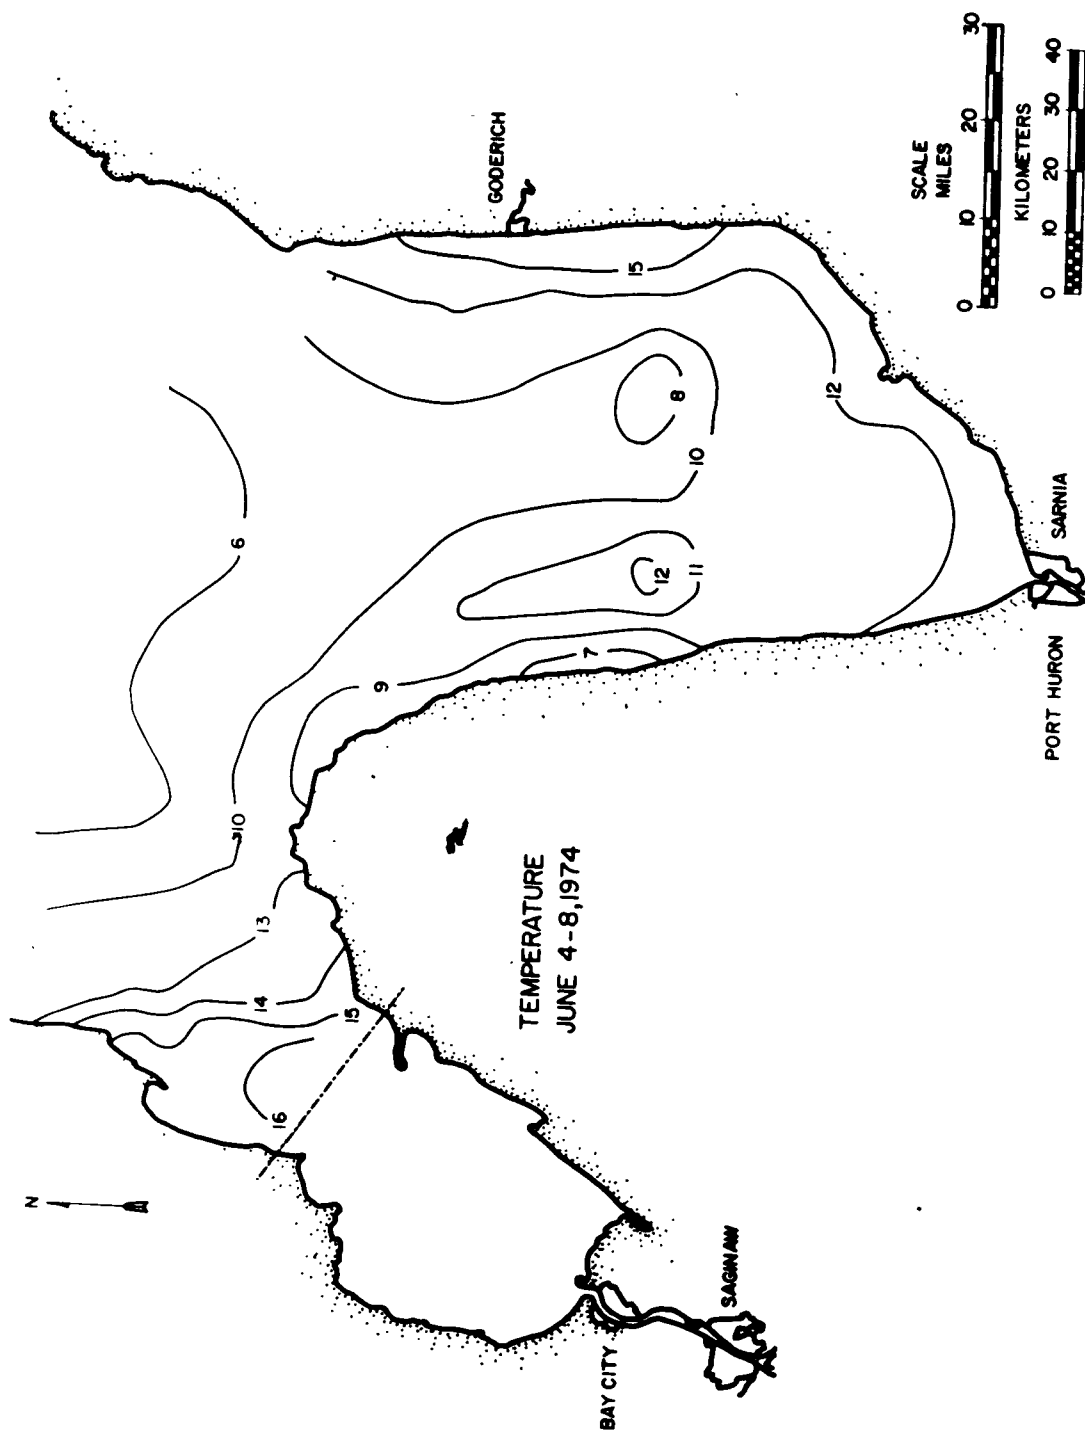 N
16
15
14
13
10
6
9
7
12
11
10
8
12
15
GODERICH
TEMPERATURE
JUNE 4-8, 1974
BAY CITY
SAGINAW
PORT HURON
SARNIA
SCALE
MILES
0 10 20 30
KILOMETERS
0 10 20 30 40